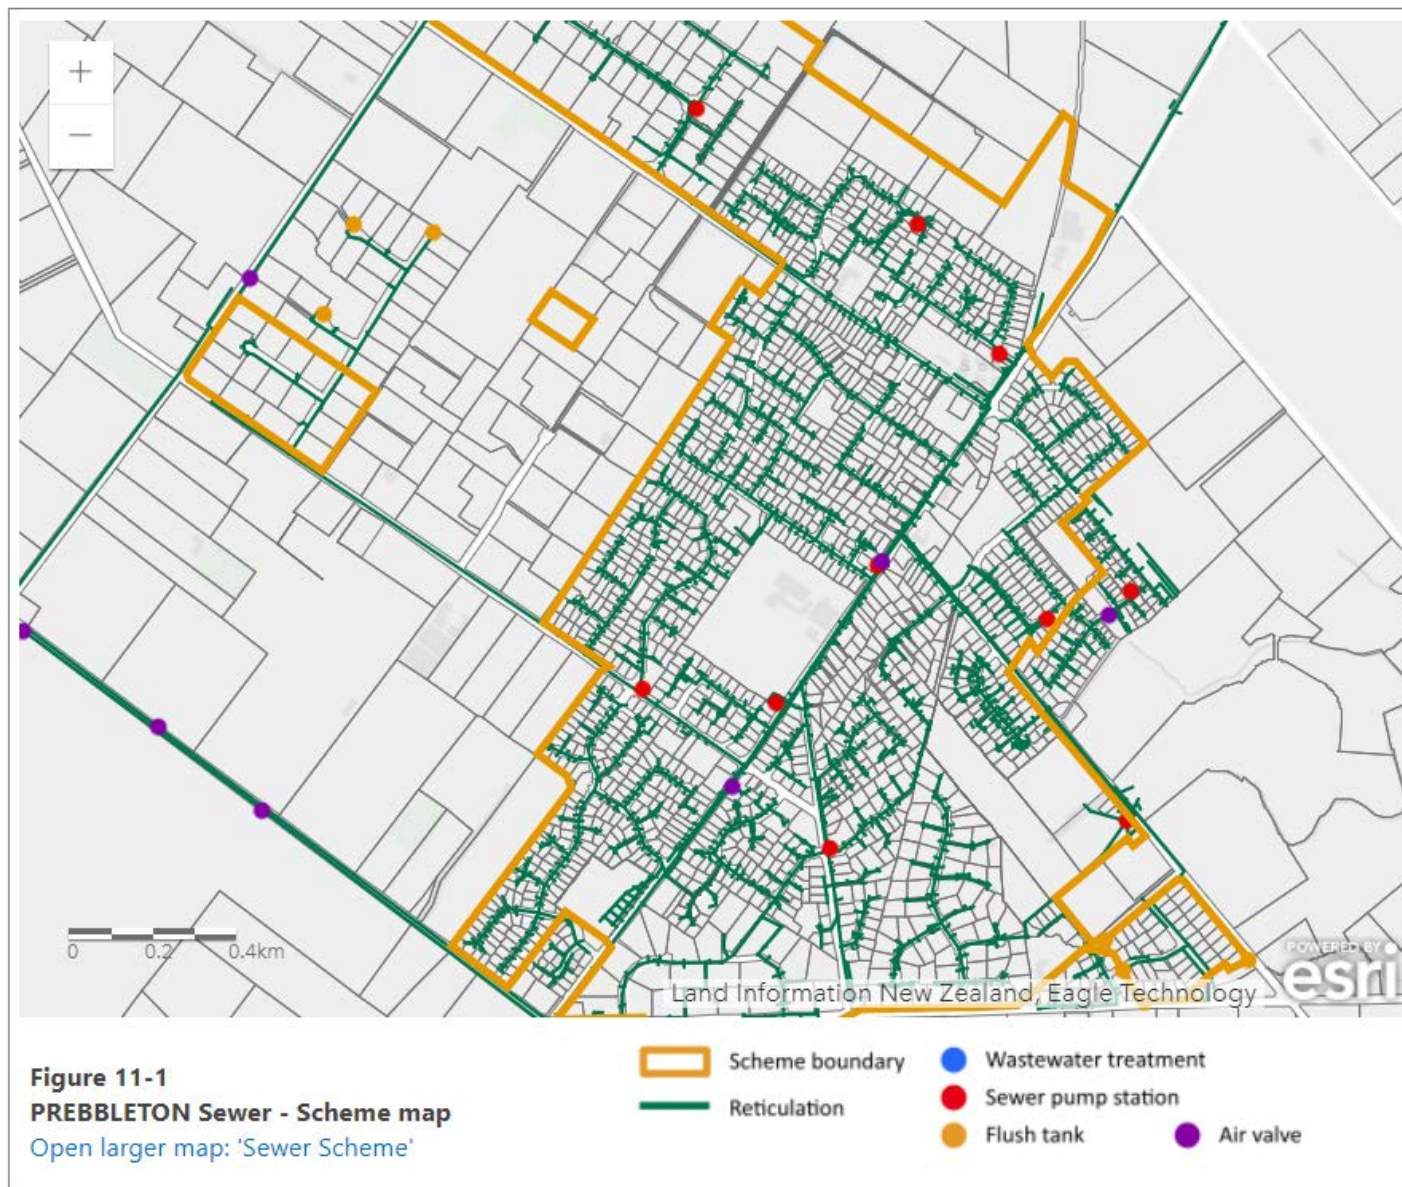 +
−
0 0.2 0.4km
POWERED BY
esri
Land Information New Zealand, Eagle Technology
Figure 11-1
PREBBLETON Sewer - Scheme map
Open larger map: 'Sewer Scheme'
Scheme boundary
Reticulation
Wastewater treatment
Sewer pump station
Flush tank
Air valve